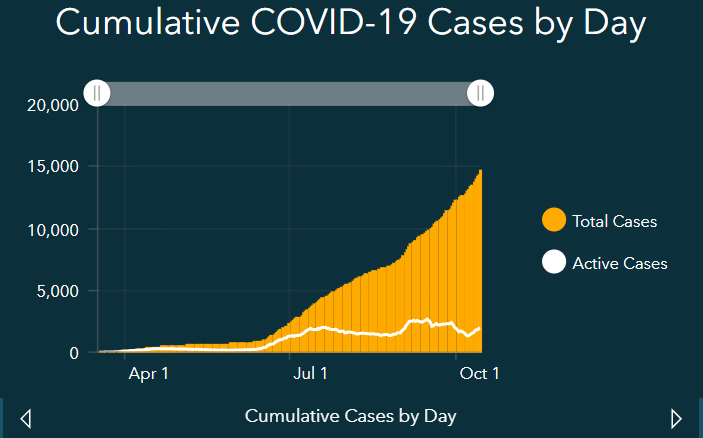 Cumulative COVID-19 Cases by Day
20,000
15,000
10,000
5,000
0
Apr 1 Jul 1 Oct 1
Total Cases
Active Cases
Cumulative Cases by Day